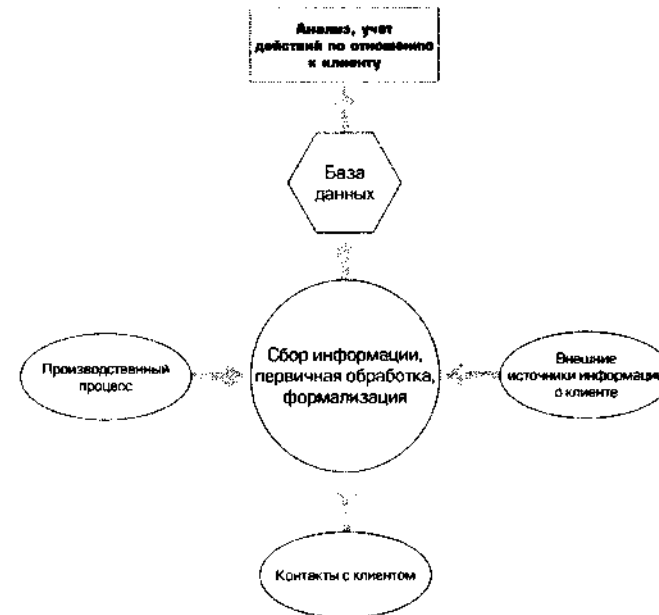 Анализ, учет
действий по отношению
к клиенту
База
данных
Сбор информации,
первичная обработка,
формализация
Производственный
процесс
Внешние
источники информации
о клиенте
Контакты с клиентом